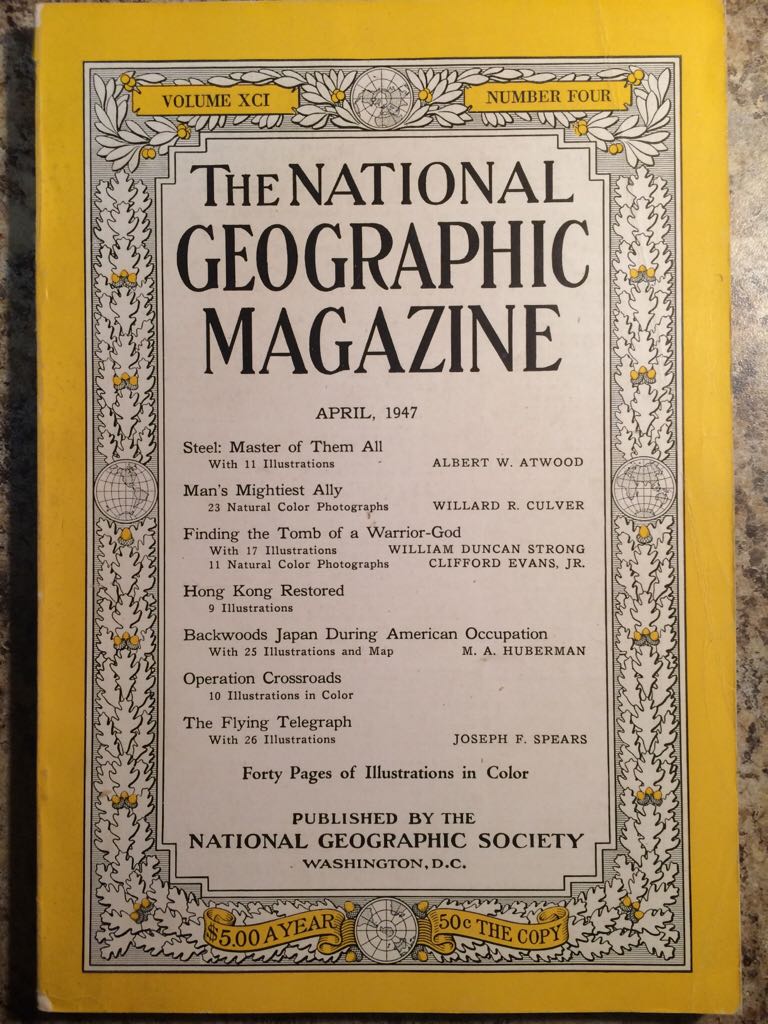 VOLUME XCI NUMBER FOUR
THE NATIONAL
GEOGRAPHIC
MAGAZINE
APRIL, 1947
Steel: Master of Them All
With 11 Illustrations ALBERT W. ATWOOD
Man's Mightiest Ally
23 Natural Color Photographs WILLARD R. CULVER
Finding the Tomb of a Warrior-God
With 17 Illustrations WILLIAM DUNCAN STRONG
11 Natural Color Photographs CLIFFORD EVANS, JR.
Hong Kong Restored
9 Illustrations
Backwoods Japan During American Occupation
With 25 Illustrations and Map M. A. HUBERMAN
Operation Crossroads
10 Illustrations in Color
The Flying Telegraph
With 26 Illustrations JOSEPH F. SPEARS
Forty Pages of Illustrations in Color
PUBLISHED BY THE
NATIONAL GEOGRAPHIC SOCIETY
WASHINGTON, D.C.
$5.00 A YEAR 50c THE COPY